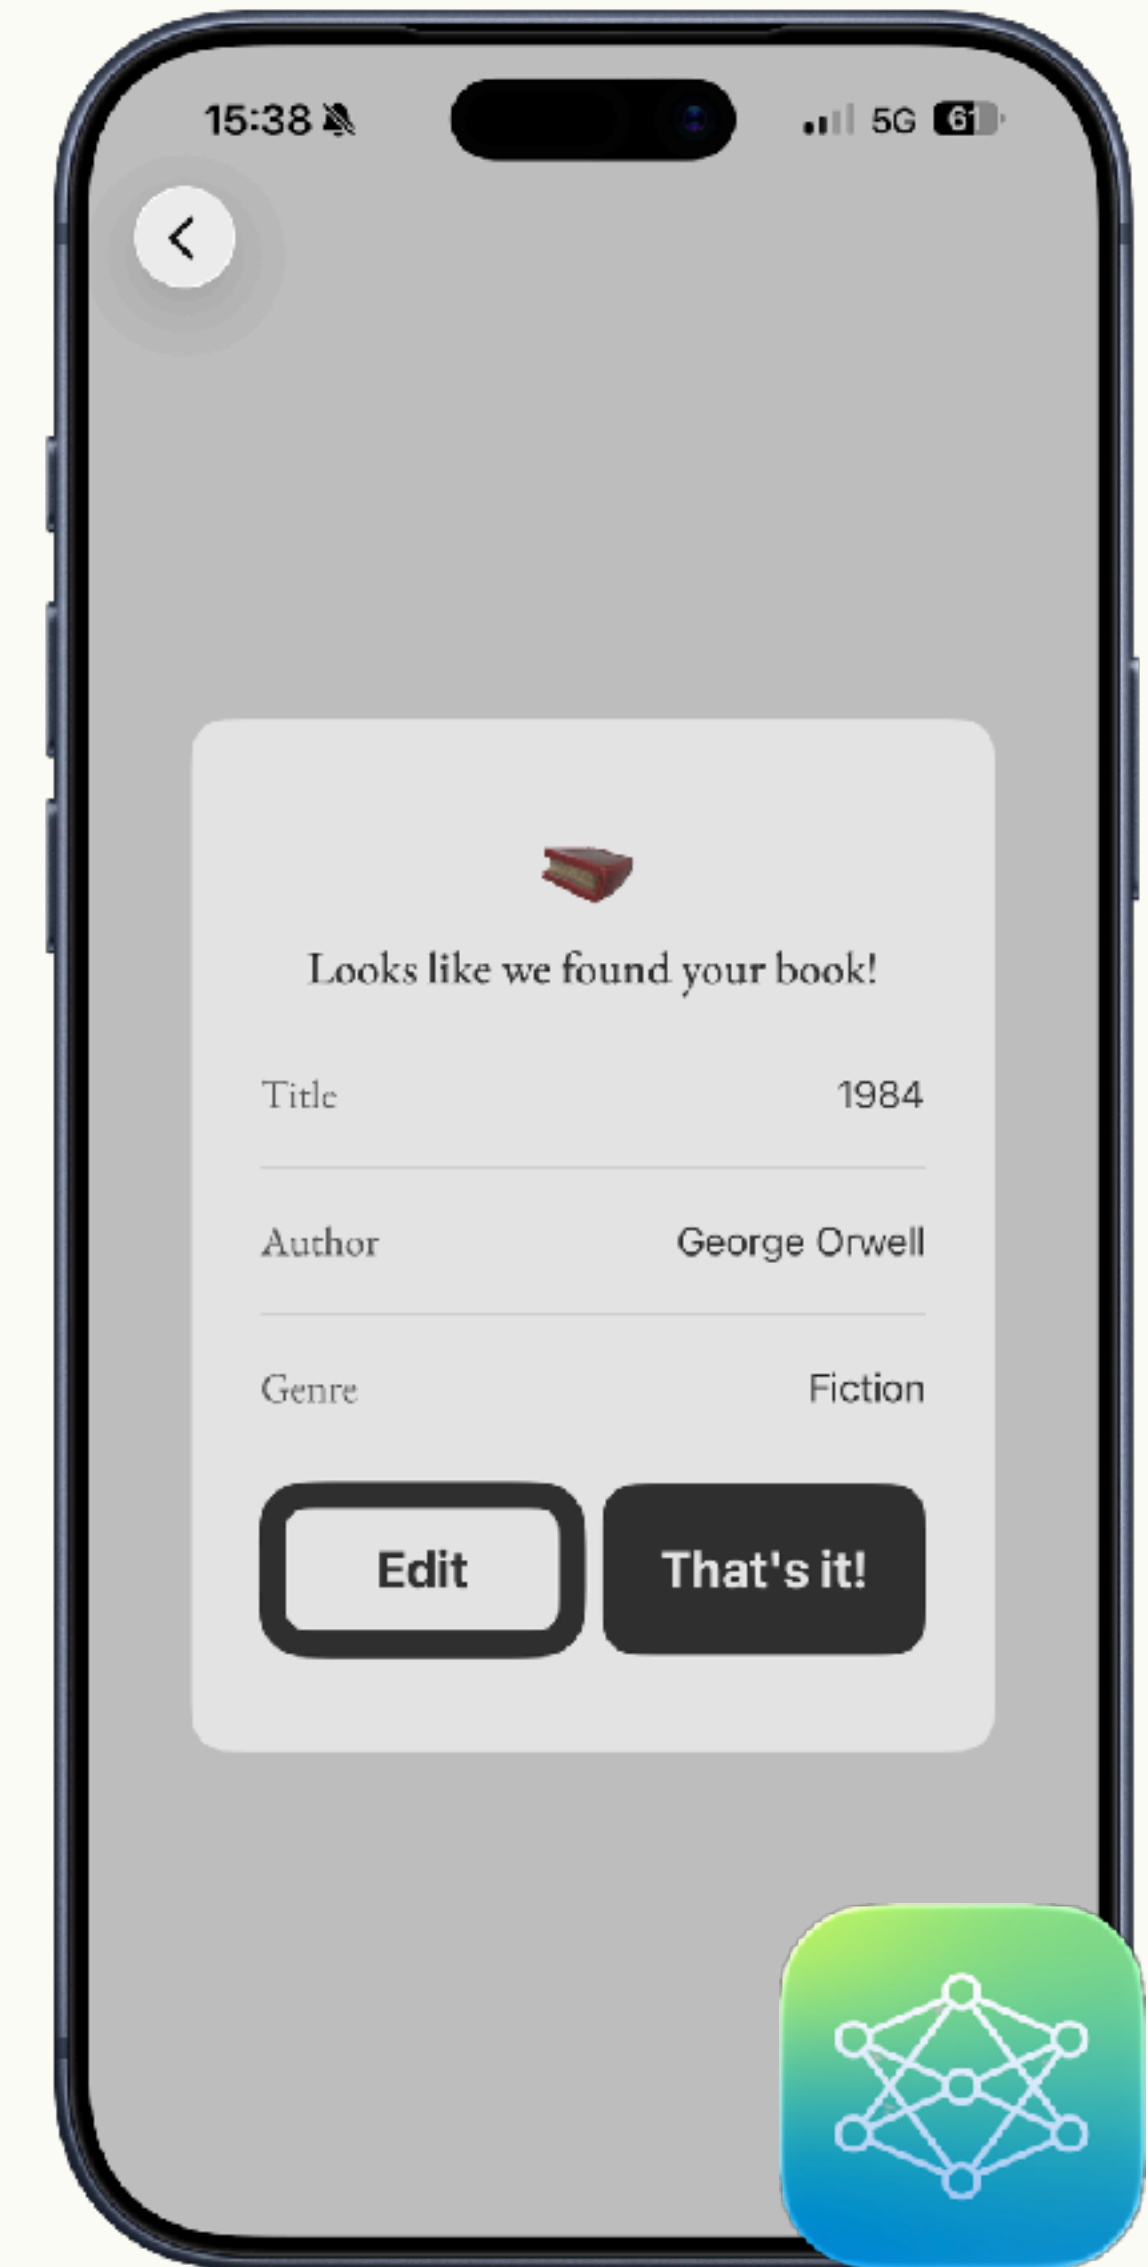 15:38 5G 61
Looks like we found your book!
Title 1984
Author George Orwell
Genre Fiction
Edit That's it!